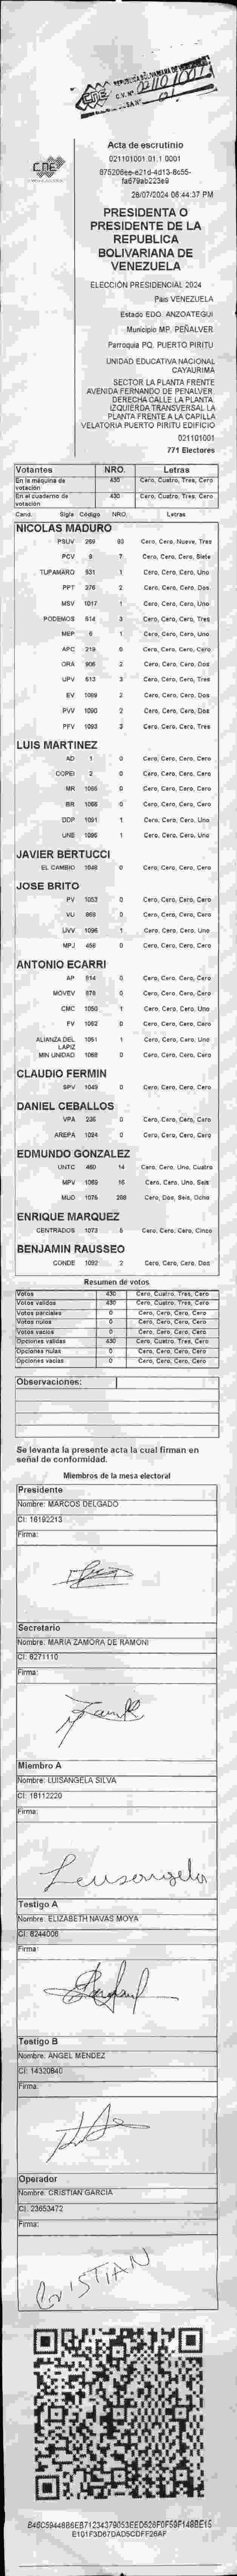 CNE
REPUBLICA BOLIVARIANA DE VENEZUELA
CNE
C.V. Nº
Acta de escrutinio
021101001.01.1.0001
26/07/2024 06:44:37 PM
PRESIDENTA O
PRESIDENTE DE LA
REPUBLICA
BOLIVARIANA DE
VENEZUELA
ELECCIÓN PRESIDENCIAL 2024
País VENEZUELA
Estado EDO. ANZOATEGUI
Municipio MP. PEÑALVER
Parroquia PQ. PUERTO PIRITU
UNIDAD EDUCATIVA NACIONAL
CAYAURIMA
SECTOR LA PLANTA FRENTE
AVENIDA FERNANDO DE PENALVER.
DERECHA CALLE LA PLANTA.
IZQUIERDA TRANSVERSAL LA
PLANTA FRENTE A LA CAPILLA
VELATORIA PUERTO PIRITU EDIFICIO
021101001
771 Electores
Votantes NRO. Letras
En la máquina de votación 430 Cero, Cuatro, Tres, Cero
En el cuaderno de votación 430 Cero, Cuatro, Tres, Cero
Cand. Sigla Código NRO. Letras
NICOLAS MADURO
PSUV 269 93 Cero, Cero, Nueve, Tres
PCV 9 7 Cero, Cero, Cero, Siete
TUPAMARO 931 1 Cero, Cero, Cero, Uno
PPT 276 2 Cero, Cero, Cero, Dos
MSV 1017 1 Cero, Cero, Cero, Uno
PODEMOS 514 3 Cero, Cero, Cero, Tres
MEP 6 1 Cero, Cero, Cero, Uno
APC 219 0 Cero, Cero, Cero, Cero
ORA 906 2 Cero, Cero, Cero, Dos
UPV 613 3 Cero, Cero, Cero, Tres
EV 1089 2 Cero, Cero, Cero, Dos
PVV 1090 2 Cero, Cero, Cero, Dos
PFV 1093 3 Cero, Cero, Cero, Tres
LUIS MARTINEZ
AD 1 0 Cero, Cero, Cero, Cero
COPEI 2 0 Cero, Cero, Cero, Cero
MR 1065 0 Cero, Cero, Cero, Cero
BR 1066 0 Cero, Cero, Cero, Cero
DDP 1091 1 Cero, Cero, Cero, Uno
UNE 1095 1 Cero, Cero, Cero, Uno
JAVIER BERTUCCI
EL CAMBIO 1048 0 Cero, Cero, Cero, Cero
JOSE BRITO
PV 1053 0 Cero, Cero, Cero, Cero
VU 868 0 Cero, Cero, Cero, Cero
UVV 1096 1 Cero, Cero, Cero, Uno
MPJ 458 0 Cero, Cero, Cero, Cero
ANTONIO ECARRI
AP 914 0 Cero, Cero, Cero, Cero
MOVEV 878 0 Cero, Cero, Cero, Cero
CMC 1050 1 Cero, Cero, Cero, Uno
FV 1062 0 Cero, Cero, Cero, Cero
ALIANZA DEL LAPIZ 1051 1 Cero, Cero, Cero, Uno
MIN UNIDAD 1068 0 Cero, Cero, Cero, Cero
CLAUDIO FERMIN
SPV 1049 0 Cero, Cero, Cero, Cero
DANIEL CEBALLOS
VPA 236 0 Cero, Cero, Cero, Cero
AREPA 1024 0 Cero, Cero, Cero, Cero
EDMUNDO GONZALEZ
UNTC 460 14 Cero, Cero, Uno, Cuatro
MPV 1069 16 Cero, Cero, Uno, Seis
MUD 1076 268 Cero, Dos, Seis, Ocho
ENRIQUE MARQUEZ
CENTRADOS 1073 5 Cero, Cero, Cero, Cinco
BENJAMIN RAUSSEO
CONDE 1092 2 Cero, Cero, Cero, Dos
Resumen de votos
Votos 430 Cero, Cuatro, Tres, Cero
Votos validos 430 Cero, Cuatro, Tres, Cero
Votos parciales 0 Cero, Cero, Cero, Cero
Votos nulos 0 Cero, Cero, Cero, Cero
Votos vacios 0 Cero, Cero, Cero, Cero
Opciones validas 430 Cero, Cuatro, Tres, Cero
Opciones nulas 0 Cero, Cero, Cero, Cero
Opciones vacias 0 Cero, Cero, Cero, Cero
Observaciones:
Se levanta la presente acta la cual firman en
señal de conformidad.
Miembros de la mesa electoral
Presidente
Nombre: MARCOS DELGADO
CI: 16192213
Firma:
Secretario
Nombre: MARIA ZAMORA DE RAMONI
CI: 8271110
Firma:
Miembro A
Nombre: LUISANGELA SILVA
CI: 18112220
Firma:
Testigo A
Nombre: ELIZABETH NAVAS MOYA
CI: 8244006
Firma:
Testigo B
Nombre: ANGEL MENDEZ
CI: 14320840
Firma:
Operador
Nombre: CRISTIAN GARCIA
CI: 23653472
Firma:
CRISTIAN